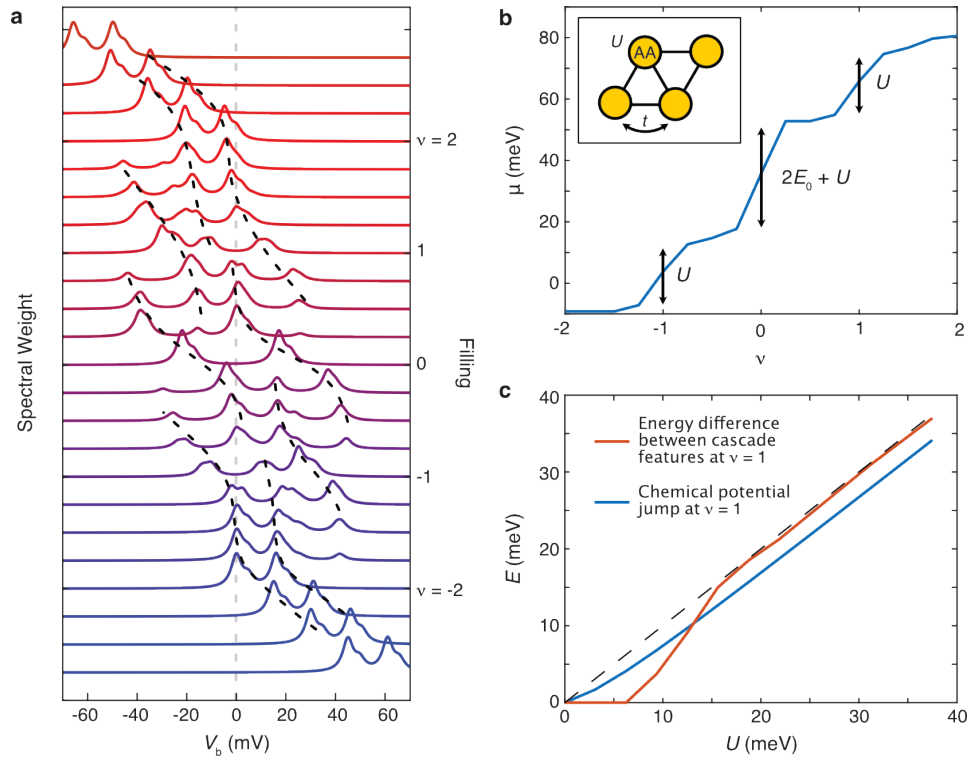 a
Spectral Weight
ν = 2
1
0
-1
ν = -2
Filling
-60
-40
-20
0
20
40
60
V_b (mV)
b
μ (meV)
80
60
40
20
0
-2
-1
0
1
2
ν
U
AA
t
U
2E_0 + U
U
c
E (meV)
40
30
20
10
0
0
10
20
30
40
U (meV)
Energy difference
between cascade
features at ν = 1
Chemical potential
jump at ν = 1